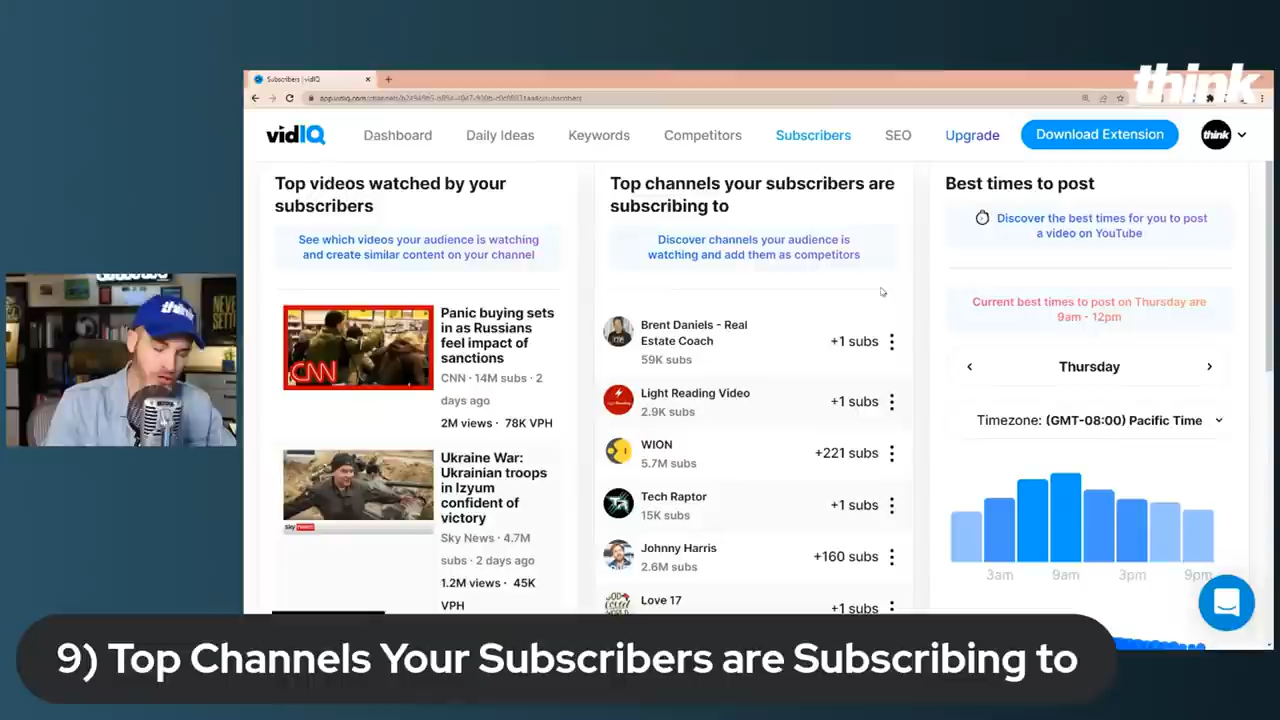 think
Subscribers | vidIQ
vidIQ
Dashboard
Daily Ideas
Keywords
Competitors
Subscribers
SEO
Upgrade
Download Extension
think
Top videos watched by your
subscribers
See which videos your audience is watching
and create similar content on your channel
CNN
Panic buying sets
in as Russians
feel impact of
sanctions
CNN · 14M subs · 2
days ago
2M views · 78K VPH
sky news
Ukraine War:
Ukrainian troops
in Izyum
confident of
victory
Sky News · 4.7M
subs · 2 days ago
1.2M views · 45K
VPH
Top channels your subscribers are
subscribing to
Discover channels your audience is
watching and add them as competitors
Brent Daniels - Real
Estate Coach
59K subs
+1 subs
Light Reading Video
2.9K subs
+1 subs
WION
5.7M subs
+221 subs
Tech Raptor
15K subs
+1 subs
Johnny Harris
2.6M subs
+160 subs
Love 17
+1 subs
Best times to post
Discover the best times for you to post
a video on YouTube
Current best times to post on Thursday are
9am - 12pm
Thursday
Timezone: (GMT-08:00) Pacific Time
3am
9am
3pm
9pm
think
NEVER
9) Top Channels Your Subscribers are Subscribing to